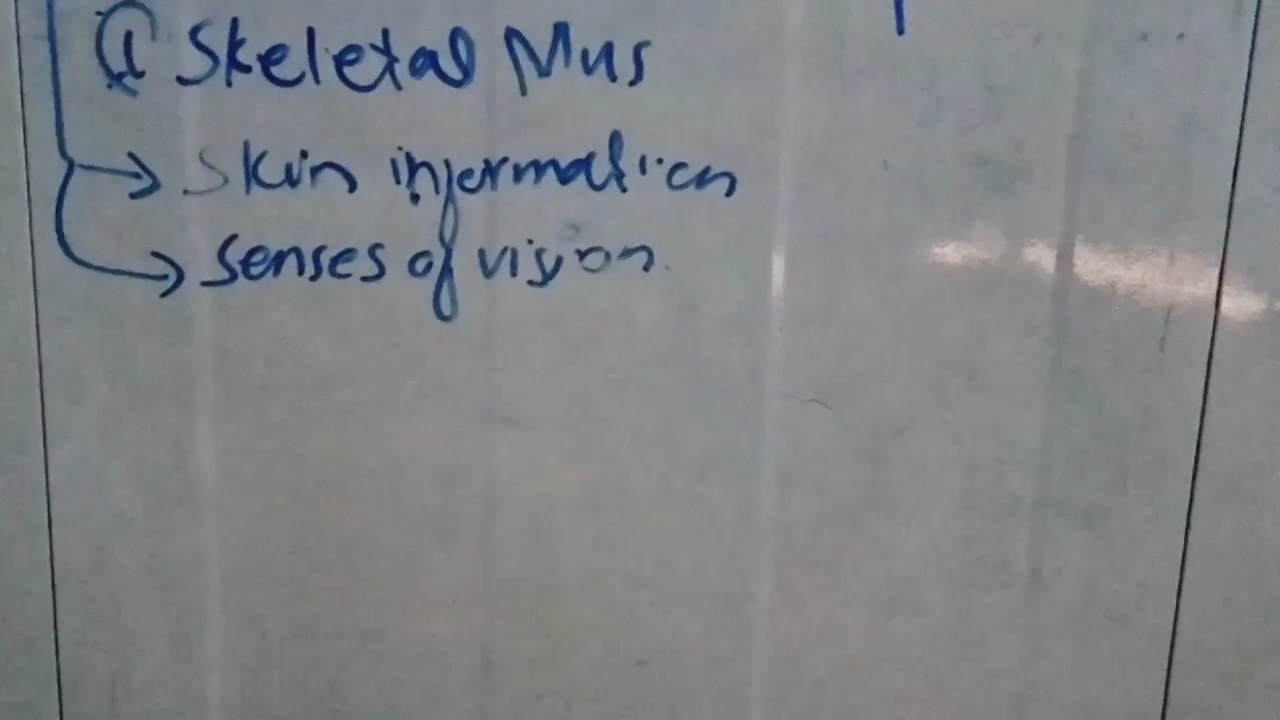 ① Skeletal Mus
→ Skin information
→ Senses of vision